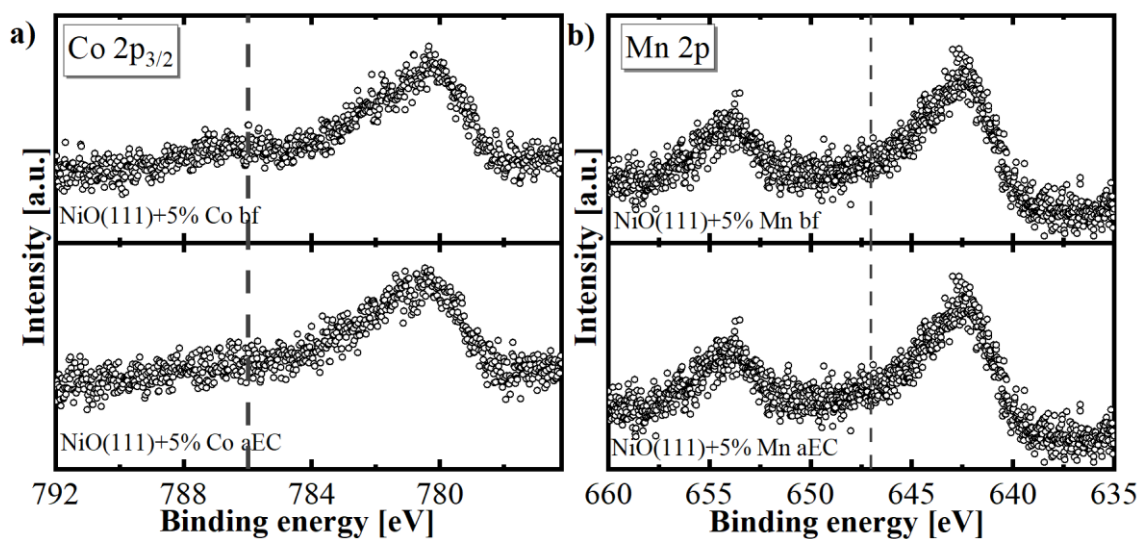 a)
Co 2p3/2
NiO(111)+5% Co bf
NiO(111)+5% Co aEC
Intensity [a.u.]
792 788 784 780
Binding energy [eV]
b)
Mn 2p
NiO(111)+5% Mn bf
NiO(111)+5% Mn aEC
Intensity [a.u.]
660 655 650 645 640 635
Binding energy [eV]